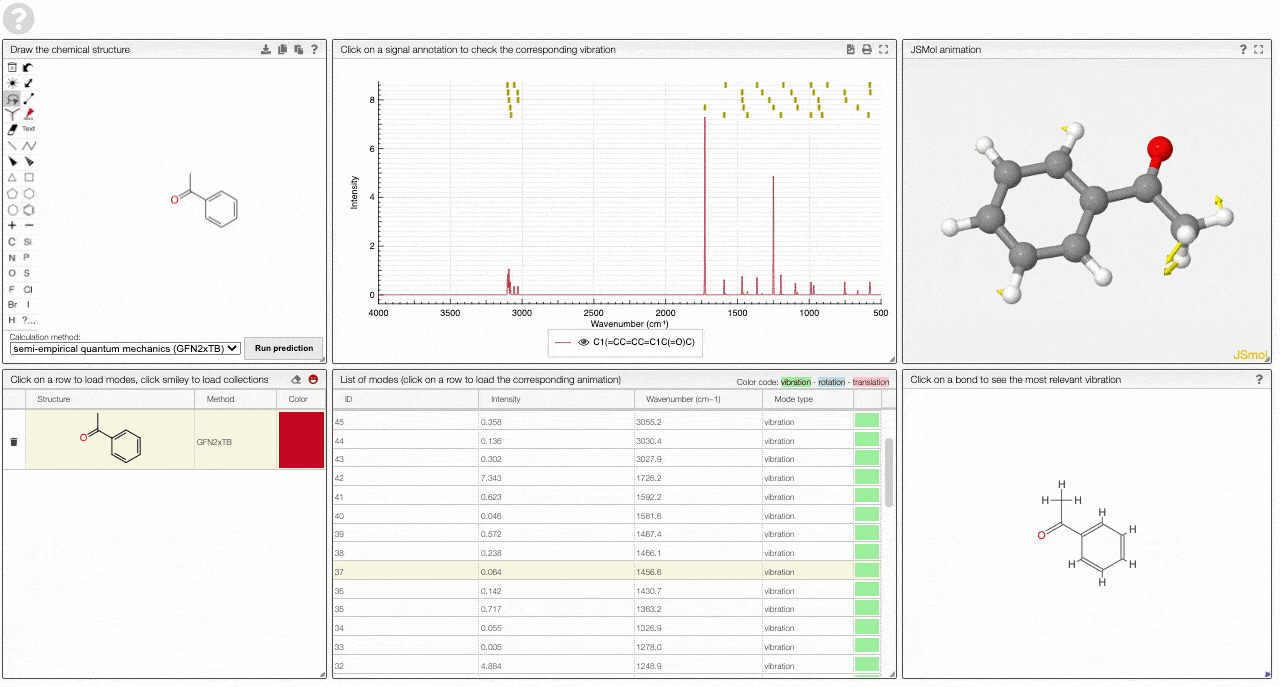 ?
Draw the chemical structure
?
Text
C Si
N P
O S
F Cl
Br I
H ?...
O
Calculation method:
semi-empirical quantum mechanics (GFN2xTB)
Run prediction
Click on a signal annotation to check the corresponding vibration
Intensity
8
6
4
2
0
4000 3500 3000 2500 2000 1500 1000 500
Wavenumber (cm-1)
C1(=CC=CC=C1C(=O)C)
JSMol animation
?
JSmol
Click on a row to load modes, click smiley to load collections
Structure Method Color
O
GFN2xTB
List of modes (click on a row to load the corresponding animation)
Color code: vibration - rotation - translation
ID Intensity Wavenumber (cm−1) Mode type
45 0.358 3055.2 vibration
44 0.136 3030.4 vibration
43 0.302 3027.9 vibration
42 7.343 1726.2 vibration
41 0.623 1592.2 vibration
40 0.046 1581.6 vibration
39 0.572 1467.4 vibration
38 0.238 1466.1 vibration
37 0.064 1456.6 vibration
36 0.142 1430.7 vibration
35 0.717 1363.2 vibration
34 0.055 1326.9 vibration
33 0.005 1278.0 vibration
32 4.884 1248.9 vibration
Click on a bond to see the most relevant vibration
?
H
H H
H
O H
H H
H